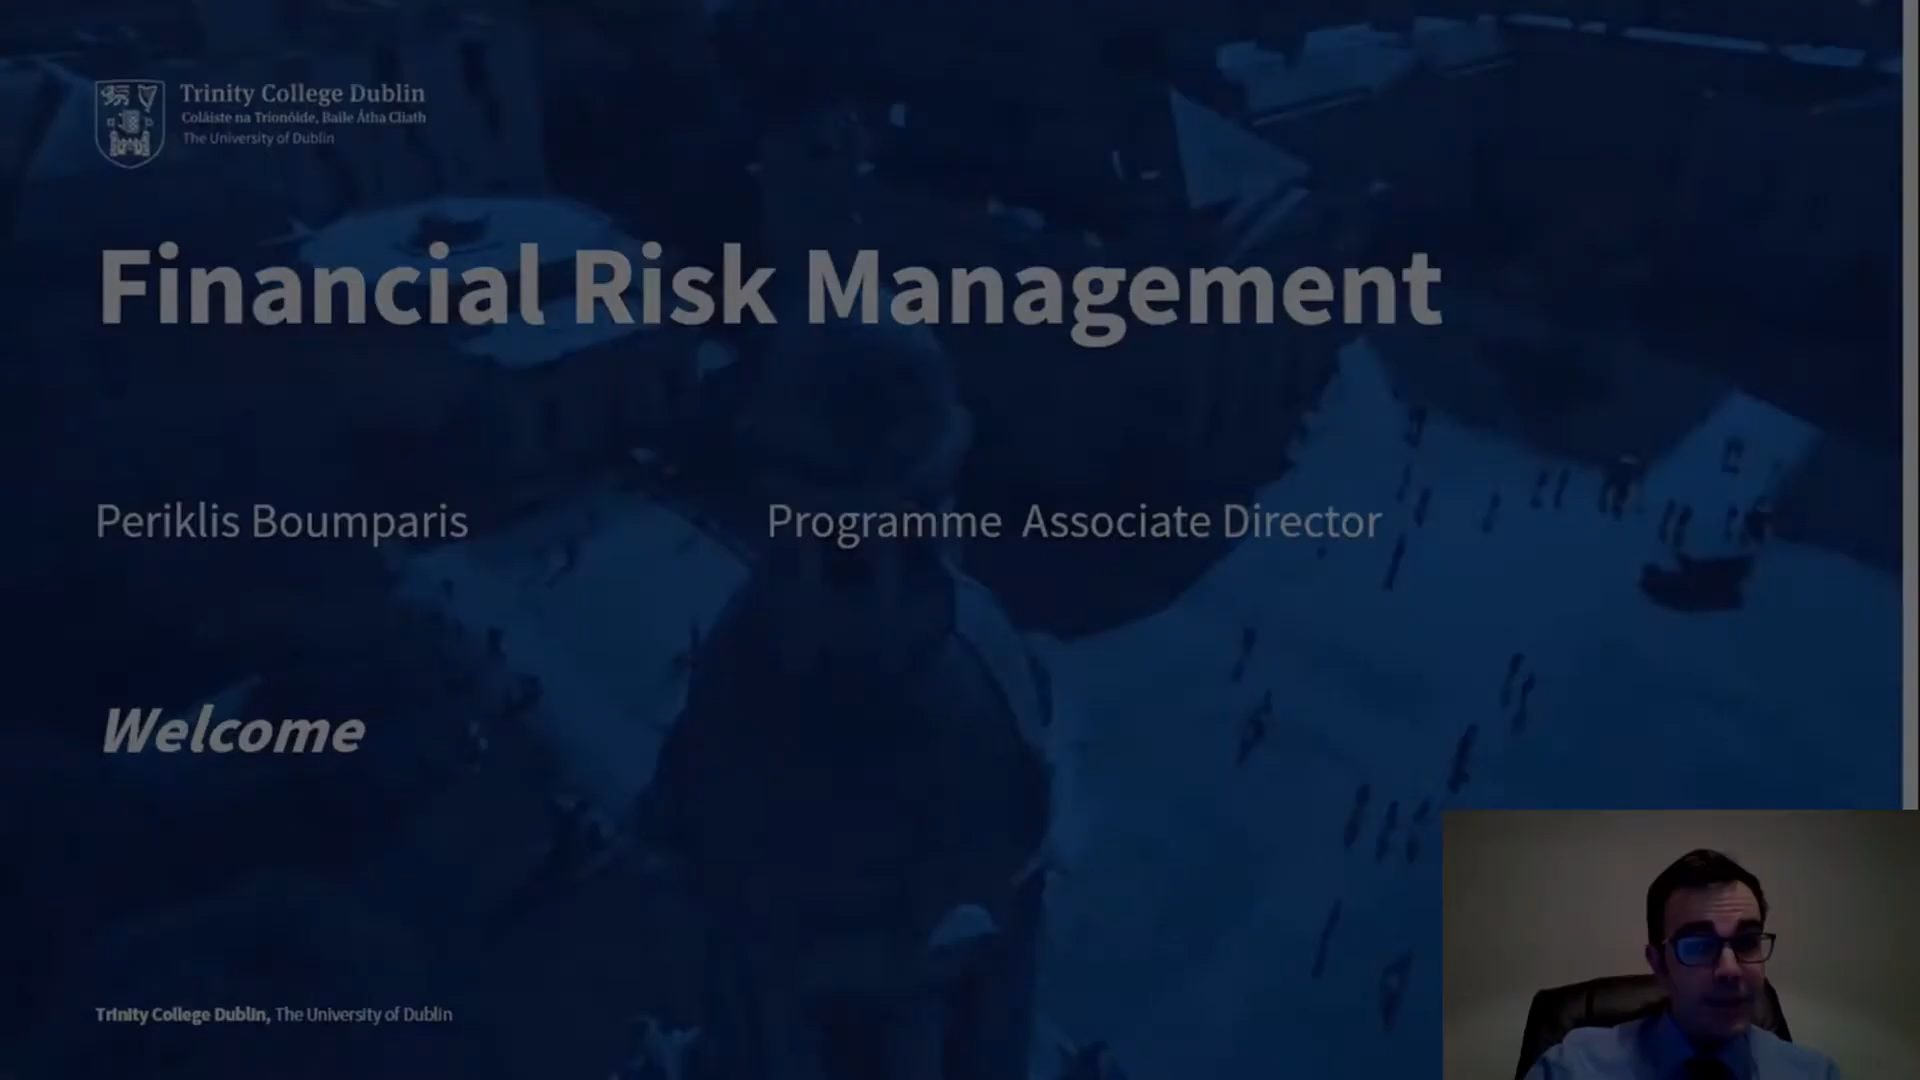 Trinity College Dublin
Coláiste na Tríonóide, Baile Átha Cliath
The University of Dublin
Financial Risk Management
Periklis Boumparis
Programme Associate Director
Welcome
Trinity College Dublin, The University of Dublin